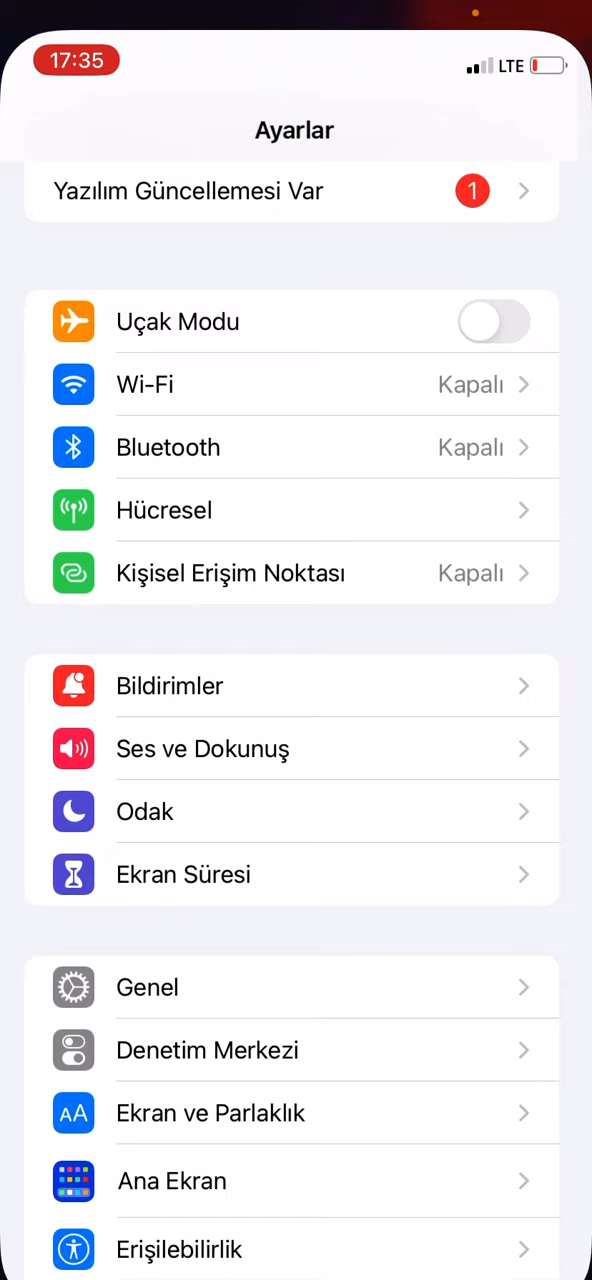 17:35
LTE
Ayarlar
Yazılım Güncellemesi Var 1
Uçak Modu
Wi-Fi Kapalı
Bluetooth Kapalı
Hücresel
Kişisel Erişim Noktası Kapalı
Bildirimler
Ses ve Dokunuş
Odak
Ekran Süresi
Genel
Denetim Merkezi
AA Ekran ve Parlaklık
Ana Ekran
Erişilebilirlik